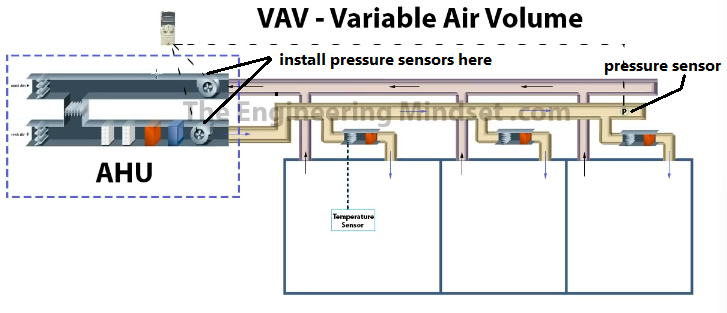 VAV - Variable Air Volume
install pressure sensors here
pressure sensor
The Engineering Mindset .com
P
AHU
Temperature
Sensor